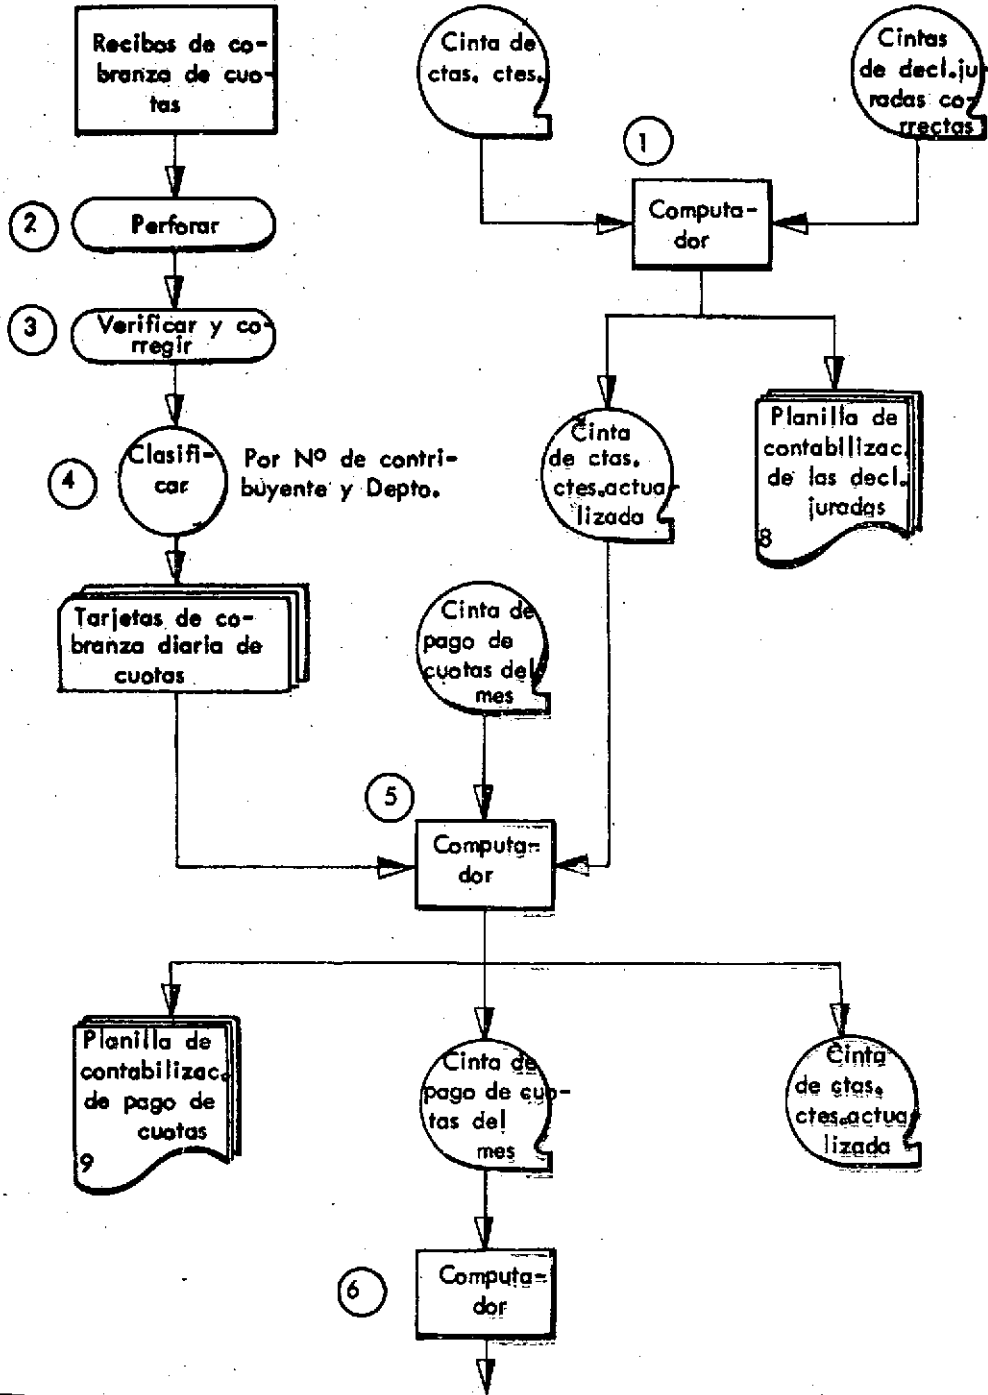 Recibos de co-
branza de cuo-
tas
Cinta de
ctas. ctes.
Cintas
de decl.ju-
radas co-
rrectas
1
Computa-
dor
2
Perforar
3
Verificar y co-
rregir
4
Clasifi-
car
Por Nº de contri-
buyente y Depto.
Cinta
de ctas.
ctes.actua-
lizada
Planilla de
contabilizac.
de las decl.
juradas
8
Tarjetas de co-
branza diaria de
cuotas
Cinta de
pago de
cuotas del
mes
5
Computa-
dor
Planilla de
contabilizac.
de pago de
cuotas
9
Cinta de
pago de cuo-
tas del
mes
Cinta
de ctas.
ctes.actua
lizada
6
Computa-
dor